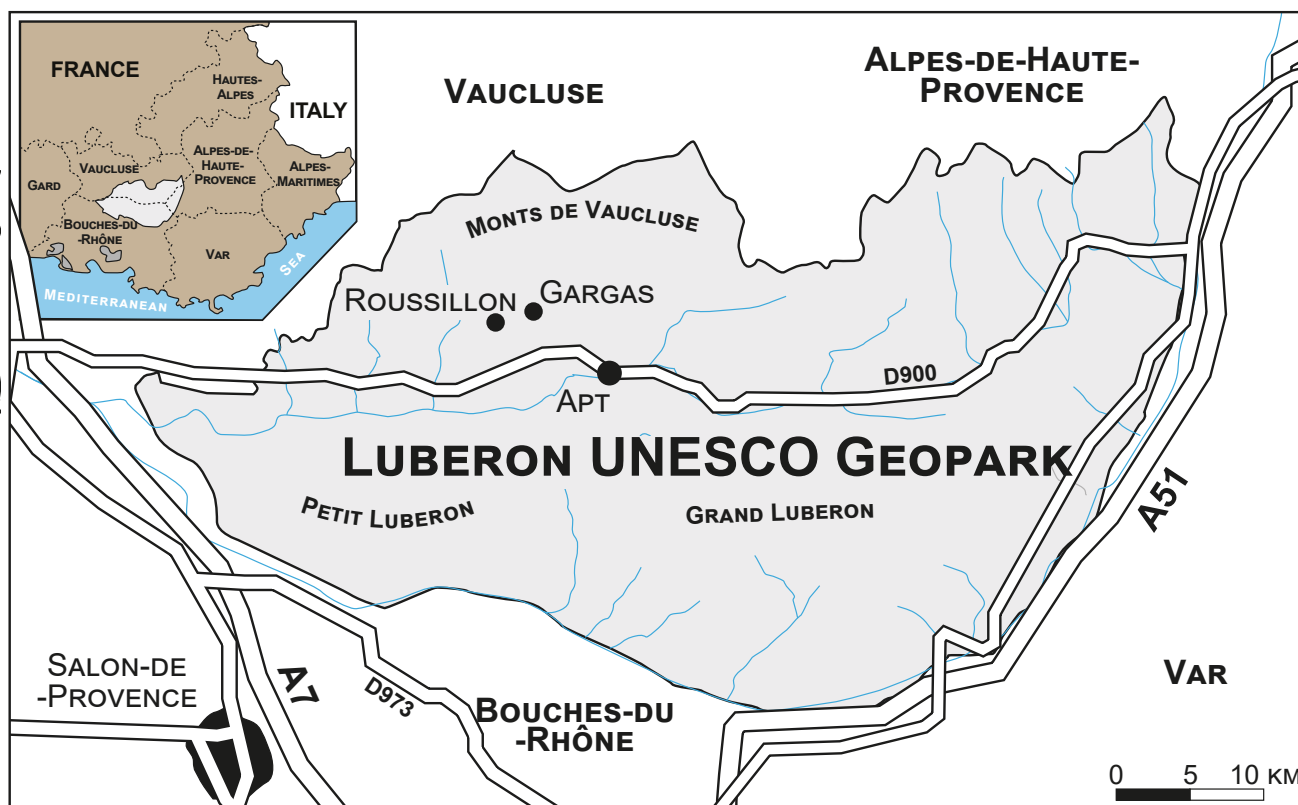 FRANCE
HAUTES-
ALPES
ITALY
VAUCLUSE
ALPES-DE-
HAUTE-
PROVENCE
ALPES-
MARITIMES
GARD
BOUCHES-DU
-RHÔNE
VAR
MEDITERRANEAN
SEA
VAUCLUSE
ALPES-DE-HAUTE-
PROVENCE
MONTS DE VAUCLUSE
ROUSSILLON
GARGAS
D900
APT
LUBERON UNESCO GEOPARK
PETIT LUBERON
GRAND LUBERON
A51
SALON-DE
-PROVENCE
A7
D973
BOUCHES-DU
-RHÔNE
VAR
0 5 10 KM